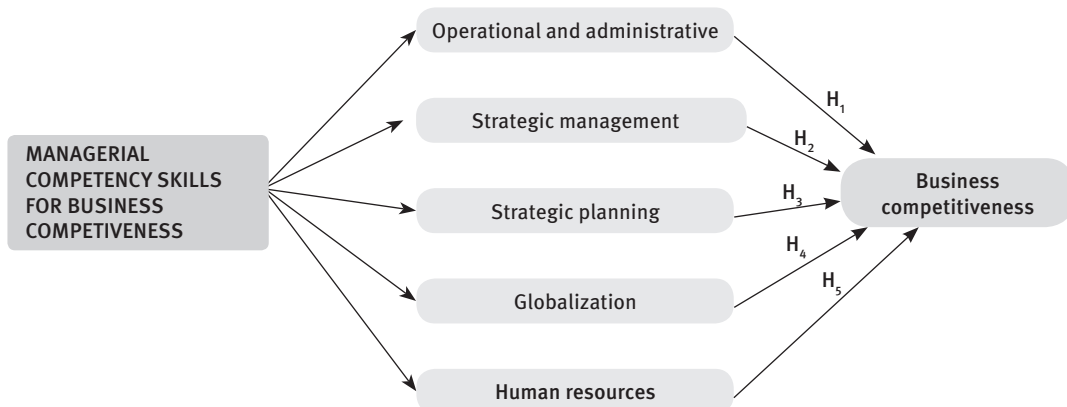 MANAGERIAL
COMPETENCY SKILLS
FOR BUSINESS
COMPETIVENESS
Operational and administrative
Strategic management
Strategic planning
Globalization
Human resources
H₁
H₂
H₃
H₄
H₅
Business
competitiveness